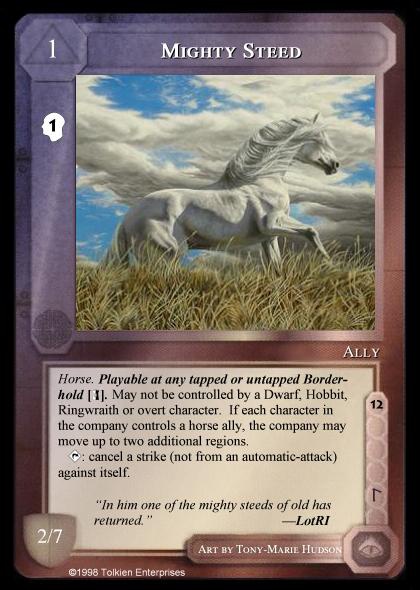 1
MIGHTY STEED
1
ALLY
Horse. Playable at any tapped or untapped Border-
hold []. May not be controlled by a Dwarf, Hobbit,
Ringwraith or overt character. If each character in
the company controls a horse ally, the company may
move up to two additional regions.
: cancel a strike (not from an automatic-attack)
against itself.
12
"In him one of the mighty steeds of old has
returned." —LotRI
2/7
ART BY TONY-MARIE HUDSON
©1998 Tolkien Enterprises